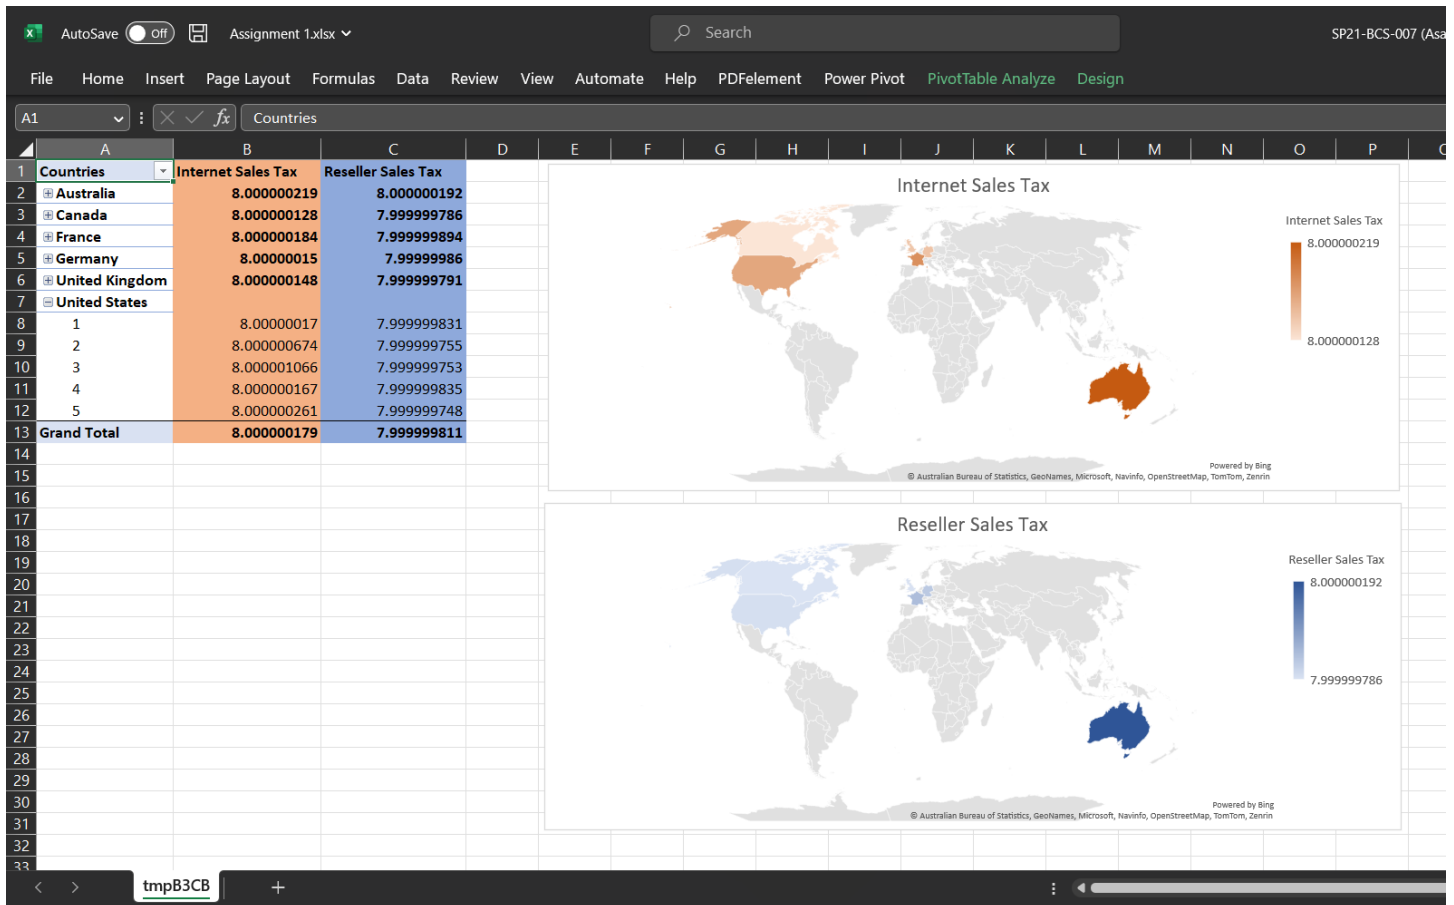 AutoSave Off Assignment 1.xlsx Search SP21-BCS-007 (Asa
File Home Insert Page Layout Formulas Data Review View Automate Help PDFelement Power Pivot PivotTable Analyze Design
A1 fx Countries
A B C D E F G H I J K L M N O P
1 Countries Internet Sales Tax Reseller Sales Tax
2 Australia 8.000000219 8.000000192
3 Canada 8.000000128 7.999999786
4 France 8.000000184 7.999999894
5 Germany 8.00000015 7.99999986
6 United Kingdom 8.000000148 7.999999791
7 United States
8 1 8.00000017 7.999999831
9 2 8.000000674 7.999999755
10 3 8.000001066 7.999999753
11 4 8.000000167 7.999999835
12 5 8.000000261 7.999999748
13 Grand Total 8.000000179 7.999999811
14
15
16
17
18
19
20
21
22
23
24
25
26
27
28
29
30
31
32
33
Internet Sales Tax
Internet Sales Tax
8.000000219
8.000000128
Powered by Bing
© Australian Bureau of Statistics, GeoNames, Microsoft, Navinfo, OpenStreetMap, TomTom, Zenrin
Reseller Sales Tax
Reseller Sales Tax
8.000000192
7.999999786
Powered by Bing
© Australian Bureau of Statistics, GeoNames, Microsoft, Navinfo, OpenStreetMap, TomTom, Zenrin
tmpB3CB